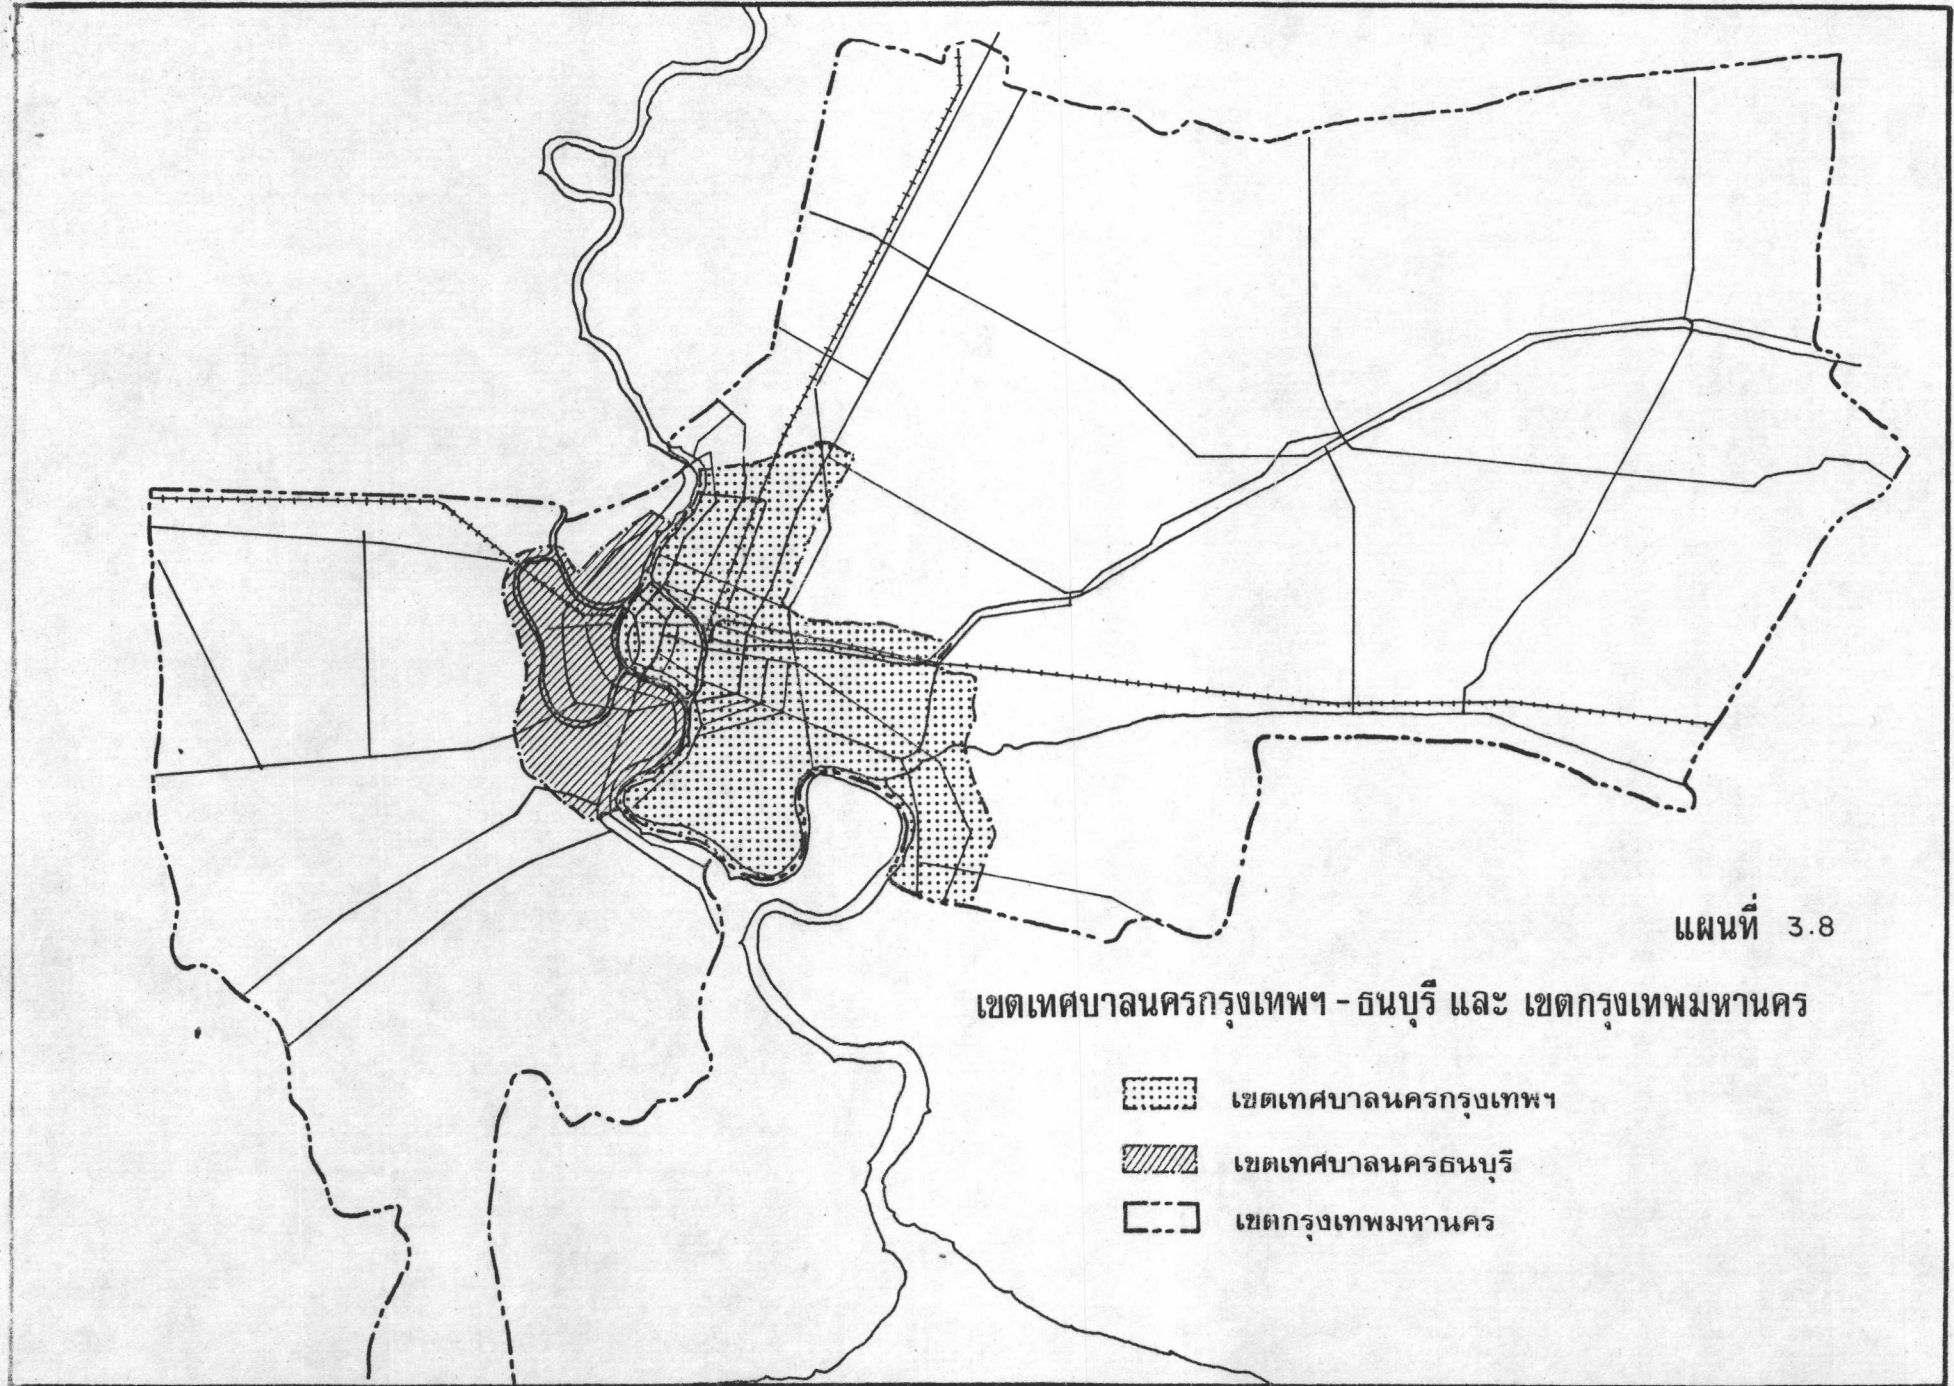 แผนที่ 3.8
เขตเทศบาลนครกรุงเทพฯ - ธนบุรี และ เขตกรุงเทพมหานคร
เขตเทศบาลนครกรุงเทพฯ
เขตเทศบาลนครธนบุรี
เขตกรุงเทพมหานคร